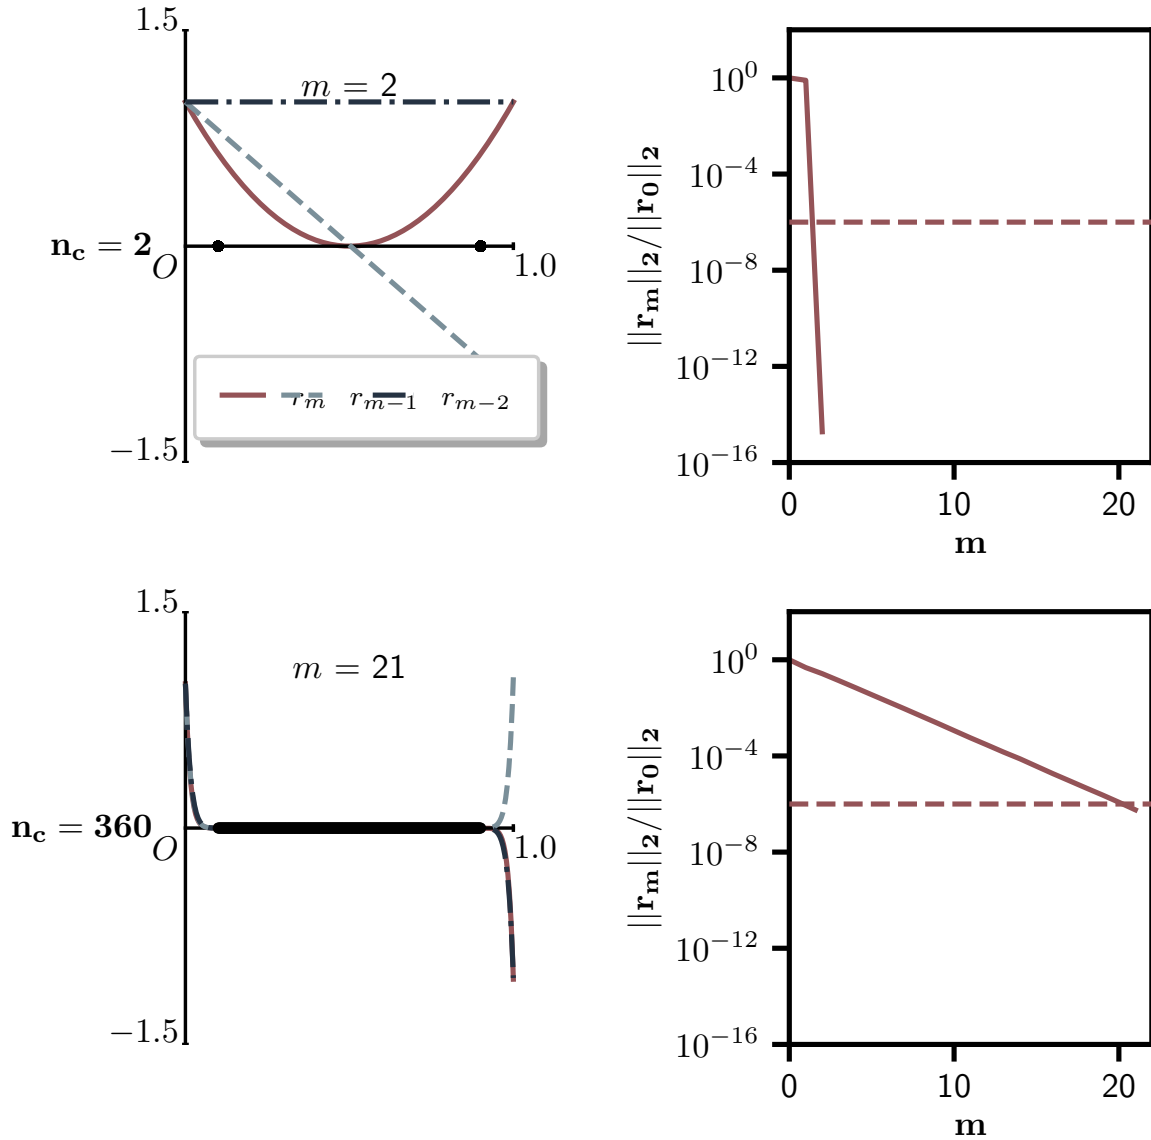 1.5
m = 2
n_c = 2
O
1.0
r_m r_{m−1} r_{m−2}
−1.5
10^0
10^{−4}
10^{−8}
10^{−12}
10^{−16}
||r_m||_2/||r_0||_2
0 10 20
m
1.5
m = 21
n_c = 360
O
1.0
−1.5
10^0
10^{−4}
10^{−8}
10^{−12}
10^{−16}
||r_m||_2/||r_0||_2
0 10 20
m